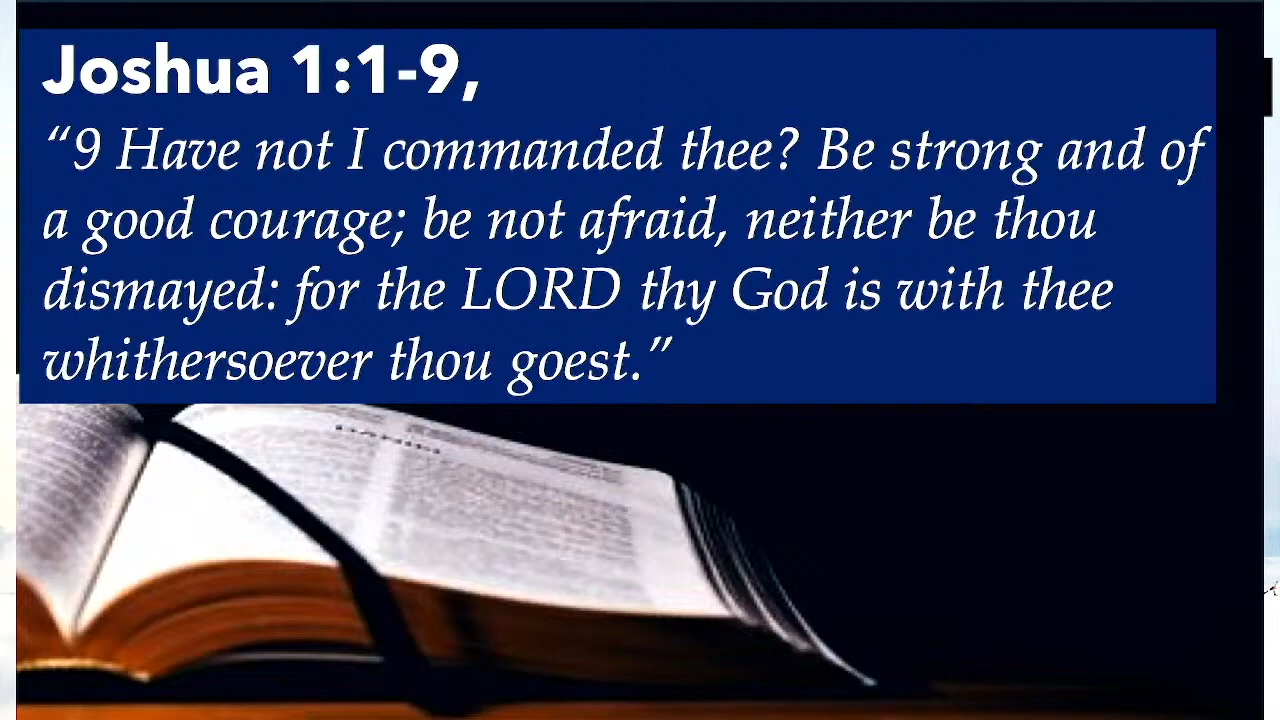 Joshua 1:1-9,
“9 Have not I commanded thee? Be strong and of
a good courage; be not afraid, neither be thou
dismayed: for the LORD thy God is with thee
whithersoever thou goest.”
DANIEL